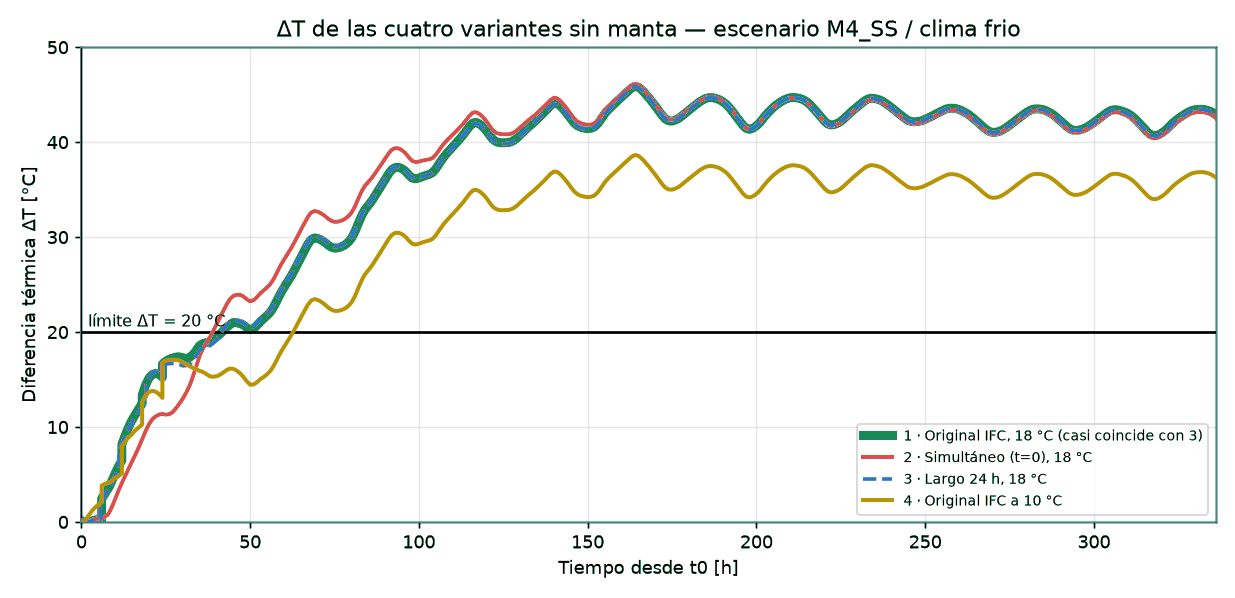 ΔT de las cuatro variantes sin manta — escenario M4_SS / clima frio
Diferencia térmica ΔT [°C]
50
40
30
20
10
0
límite ΔT = 20 °C
1 · Original IFC, 18 °C (casi coincide con 3)
2 · Simultáneo (t=0), 18 °C
3 · Largo 24 h, 18 °C
4 · Original IFC a 10 °C
0 50 100 150 200 250 300
Tiempo desde t0 [h]